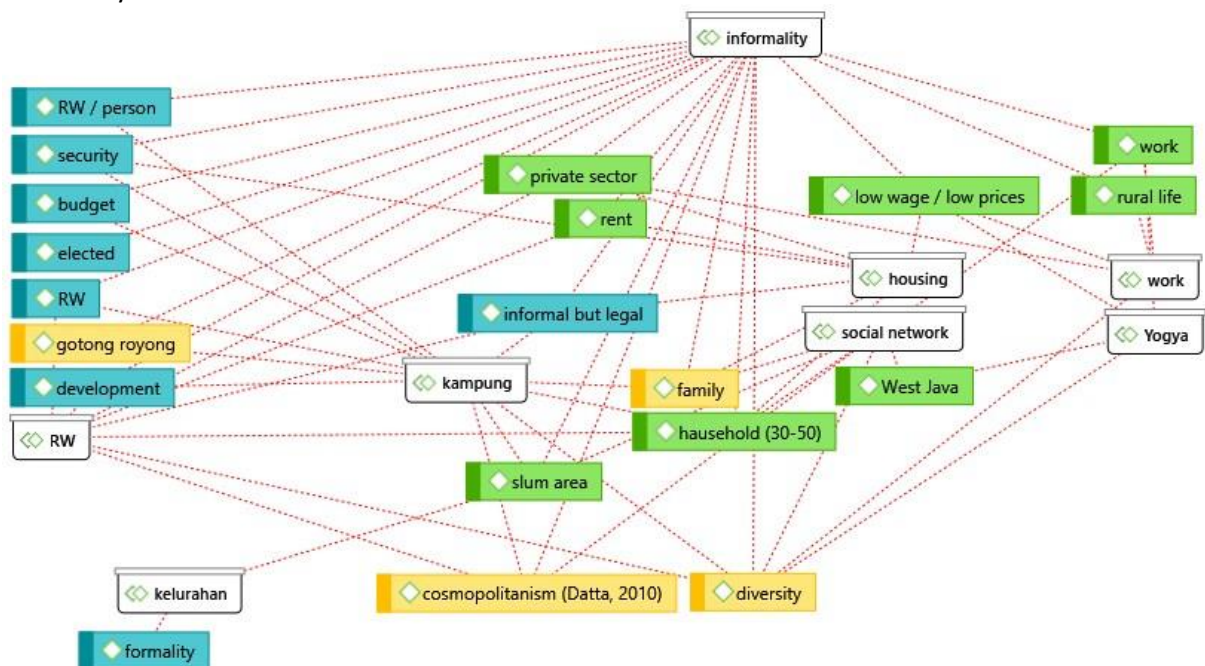 informality
RW / person
security
budget
elected
RW
gotong royong
development
RW
private sector
rent
informal but legal
kampung
work
low wage / low prices
rural life
housing
work
social network
Yogya
family
West Java
hausehold (30-50)
slum area
kelurahan
cosmopolitanism (Datta, 2010)
diversity
formality